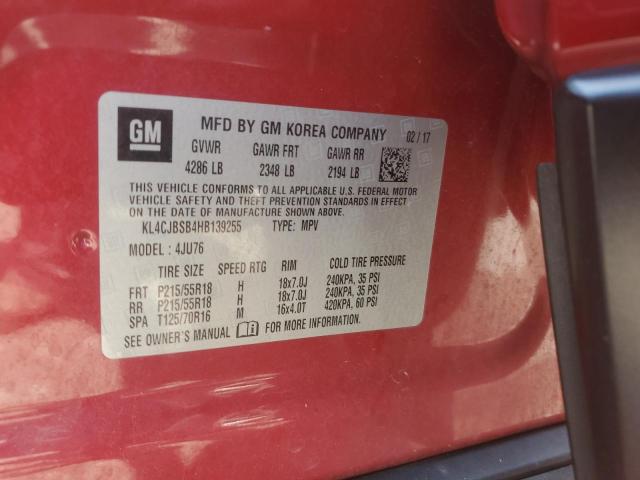 GM MFD BY GM KOREA COMPANY 02 / 17
GVWR GAWR FRT GAWR RR
4286 LB 2348 LB 2194 LB
THIS VEHICLE CONFORMS TO ALL APPLICABLE U.S. FEDERAL MOTOR
VEHICLE SAFETY AND THEFT PREVENTION STANDARDS IN EFFECT
ON THE DATE OF MANUFACTURE SHOWN ABOVE.
KL4CJBSB4HB139255 TYPE: MPV
MODEL : 4JU76
TIRE SIZE SPEED RTG RIM COLD TIRE PRESSURE
FRT P215/55R18 H 18x7.0J 240KPA, 35 PSI
RR P215/55R18 H 18x7.0J 240KPA, 35 PSI
SPA T125/70R16 M 16x4.0T 420KPA, 60 PSI
SEE OWNER'S MANUAL FOR MORE INFORMATION.